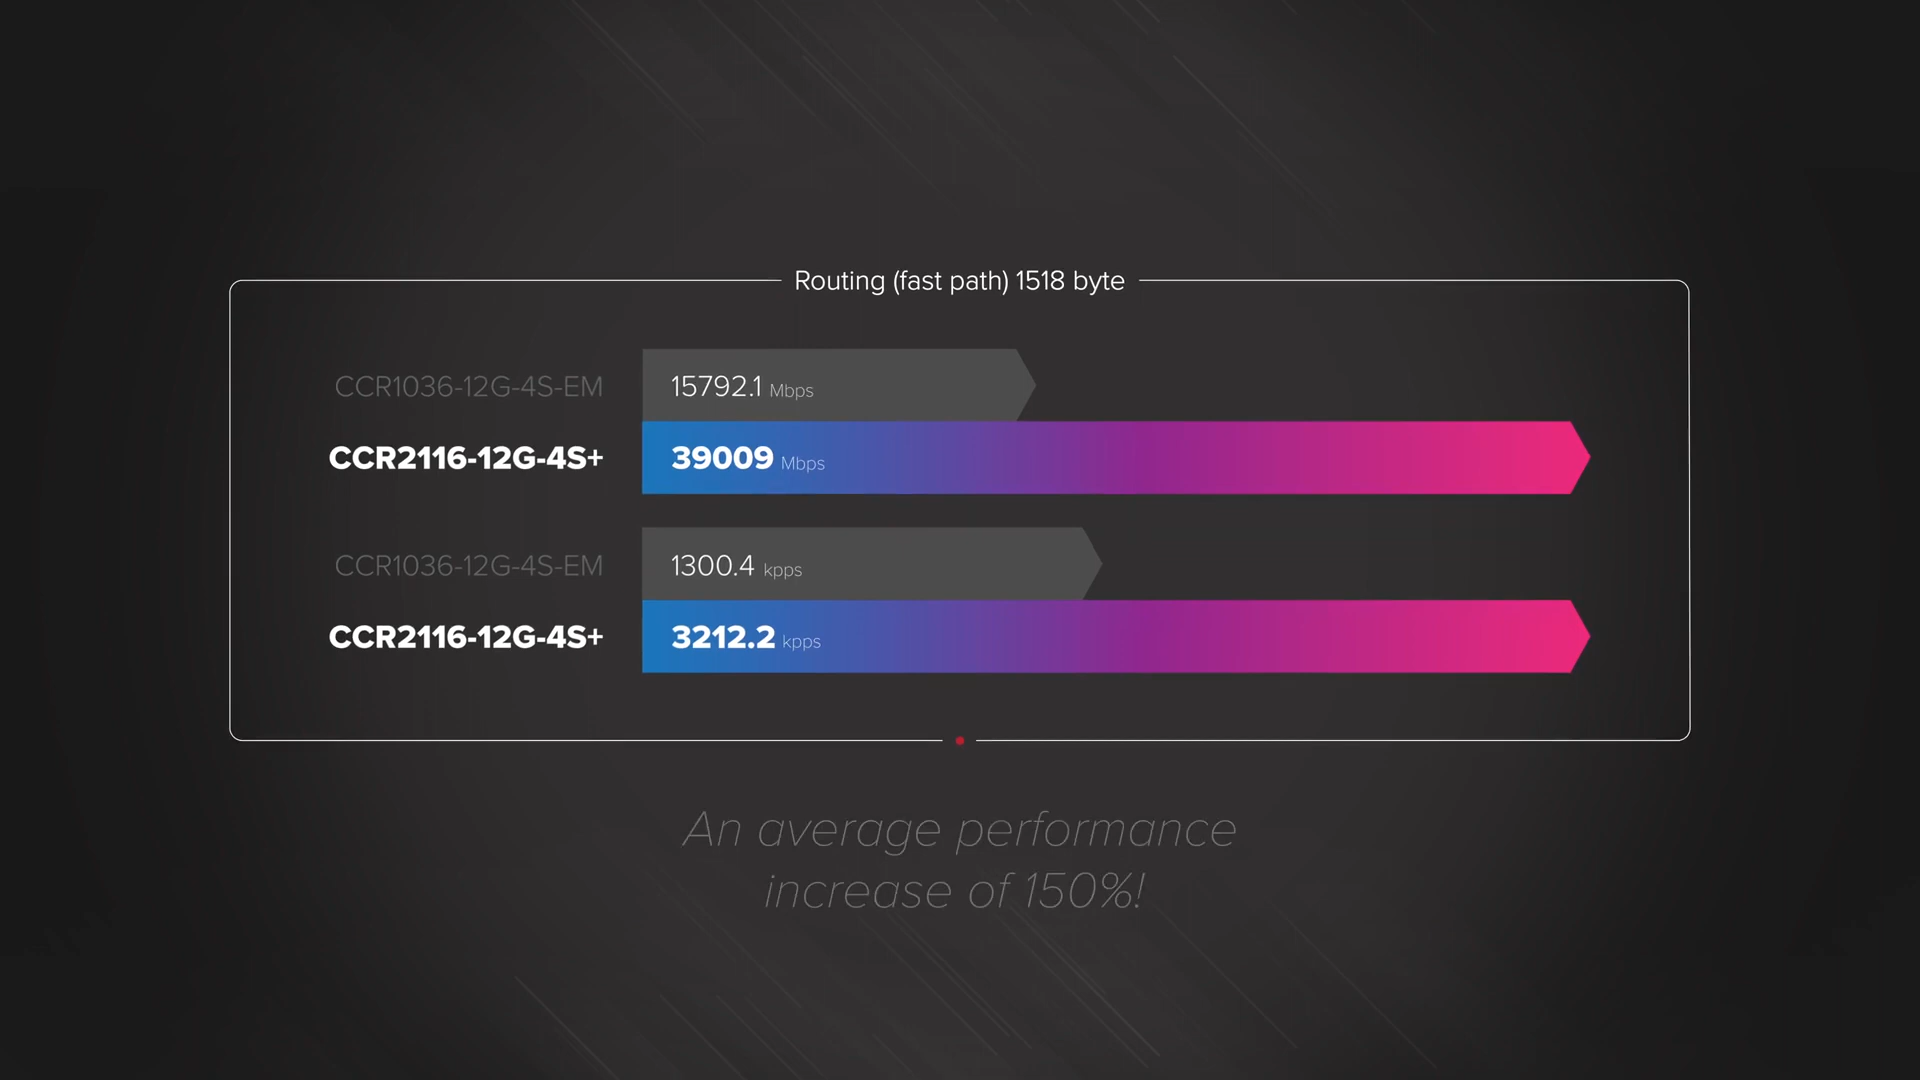 Routing (fast path) 1518 byte
CCR1036-12G-4S-EM 15792.1 Mbps
CCR2116-12G-4S+ 39009 Mbps
CCR1036-12G-4S-EM 1300.4 kpps
CCR2116-12G-4S+ 3212.2 kpps
An average performance
increase of 150%!